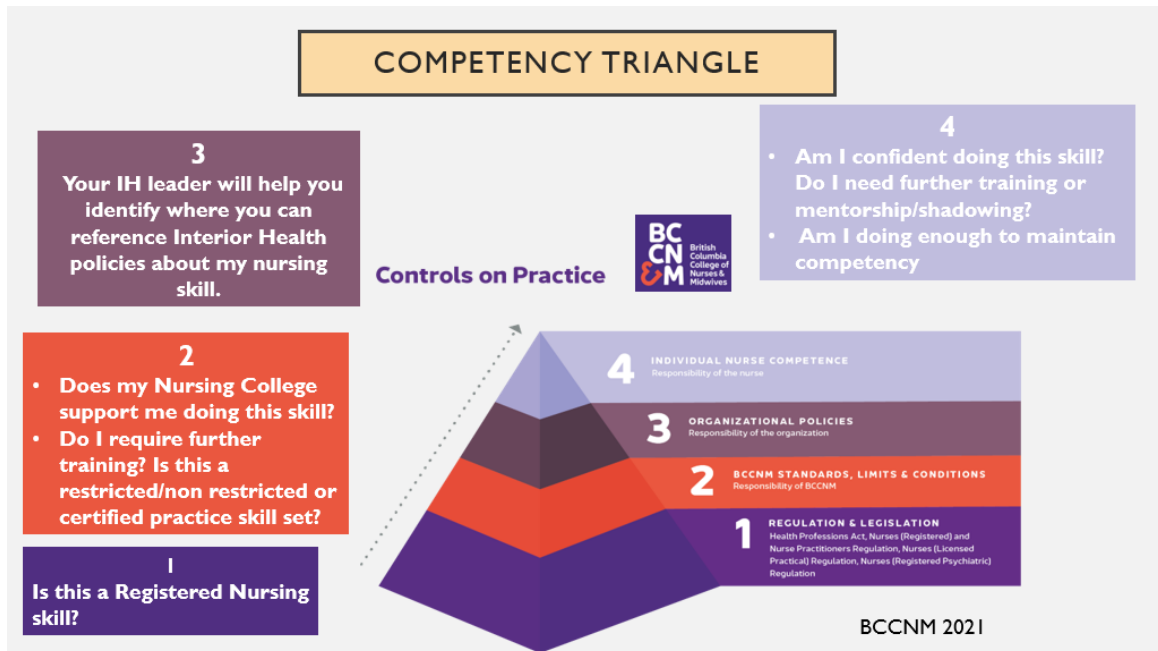 COMPETENCY TRIANGLE
3
Your IH leader will help you
identify where you can
reference Interior Health
policies about my nursing
skill.
4
• Am I confident doing this skill?
Do I need further training or
mentorship/shadowing?
• Am I doing enough to maintain
competency
Controls on Practice
BC
CN
&M
British
Columbia
College of
Nurses &
Midwives
2
• Does my Nursing College
support me doing this skill?
• Do I require further
training? Is this a
restricted/non restricted or
certified practice skill set?
1
Is this a Registered Nursing
skill?
4
INDIVIDUAL NURSE COMPETENCE
Responsibility of the nurse
3
ORGANIZATIONAL POLICIES
Responsibility of the organization
2
BCCNM STANDARDS, LIMITS & CONDITIONS
Responsibility of BCCNM
1
REGULATION & LEGISLATION
Health Professions Act, Nurses (Registered) and
Nurse Practitioners Regulation, Nurses (Licensed
Practical) Regulation, Nurses (Registered Psychiatric)
Regulation
BCCNM 2021